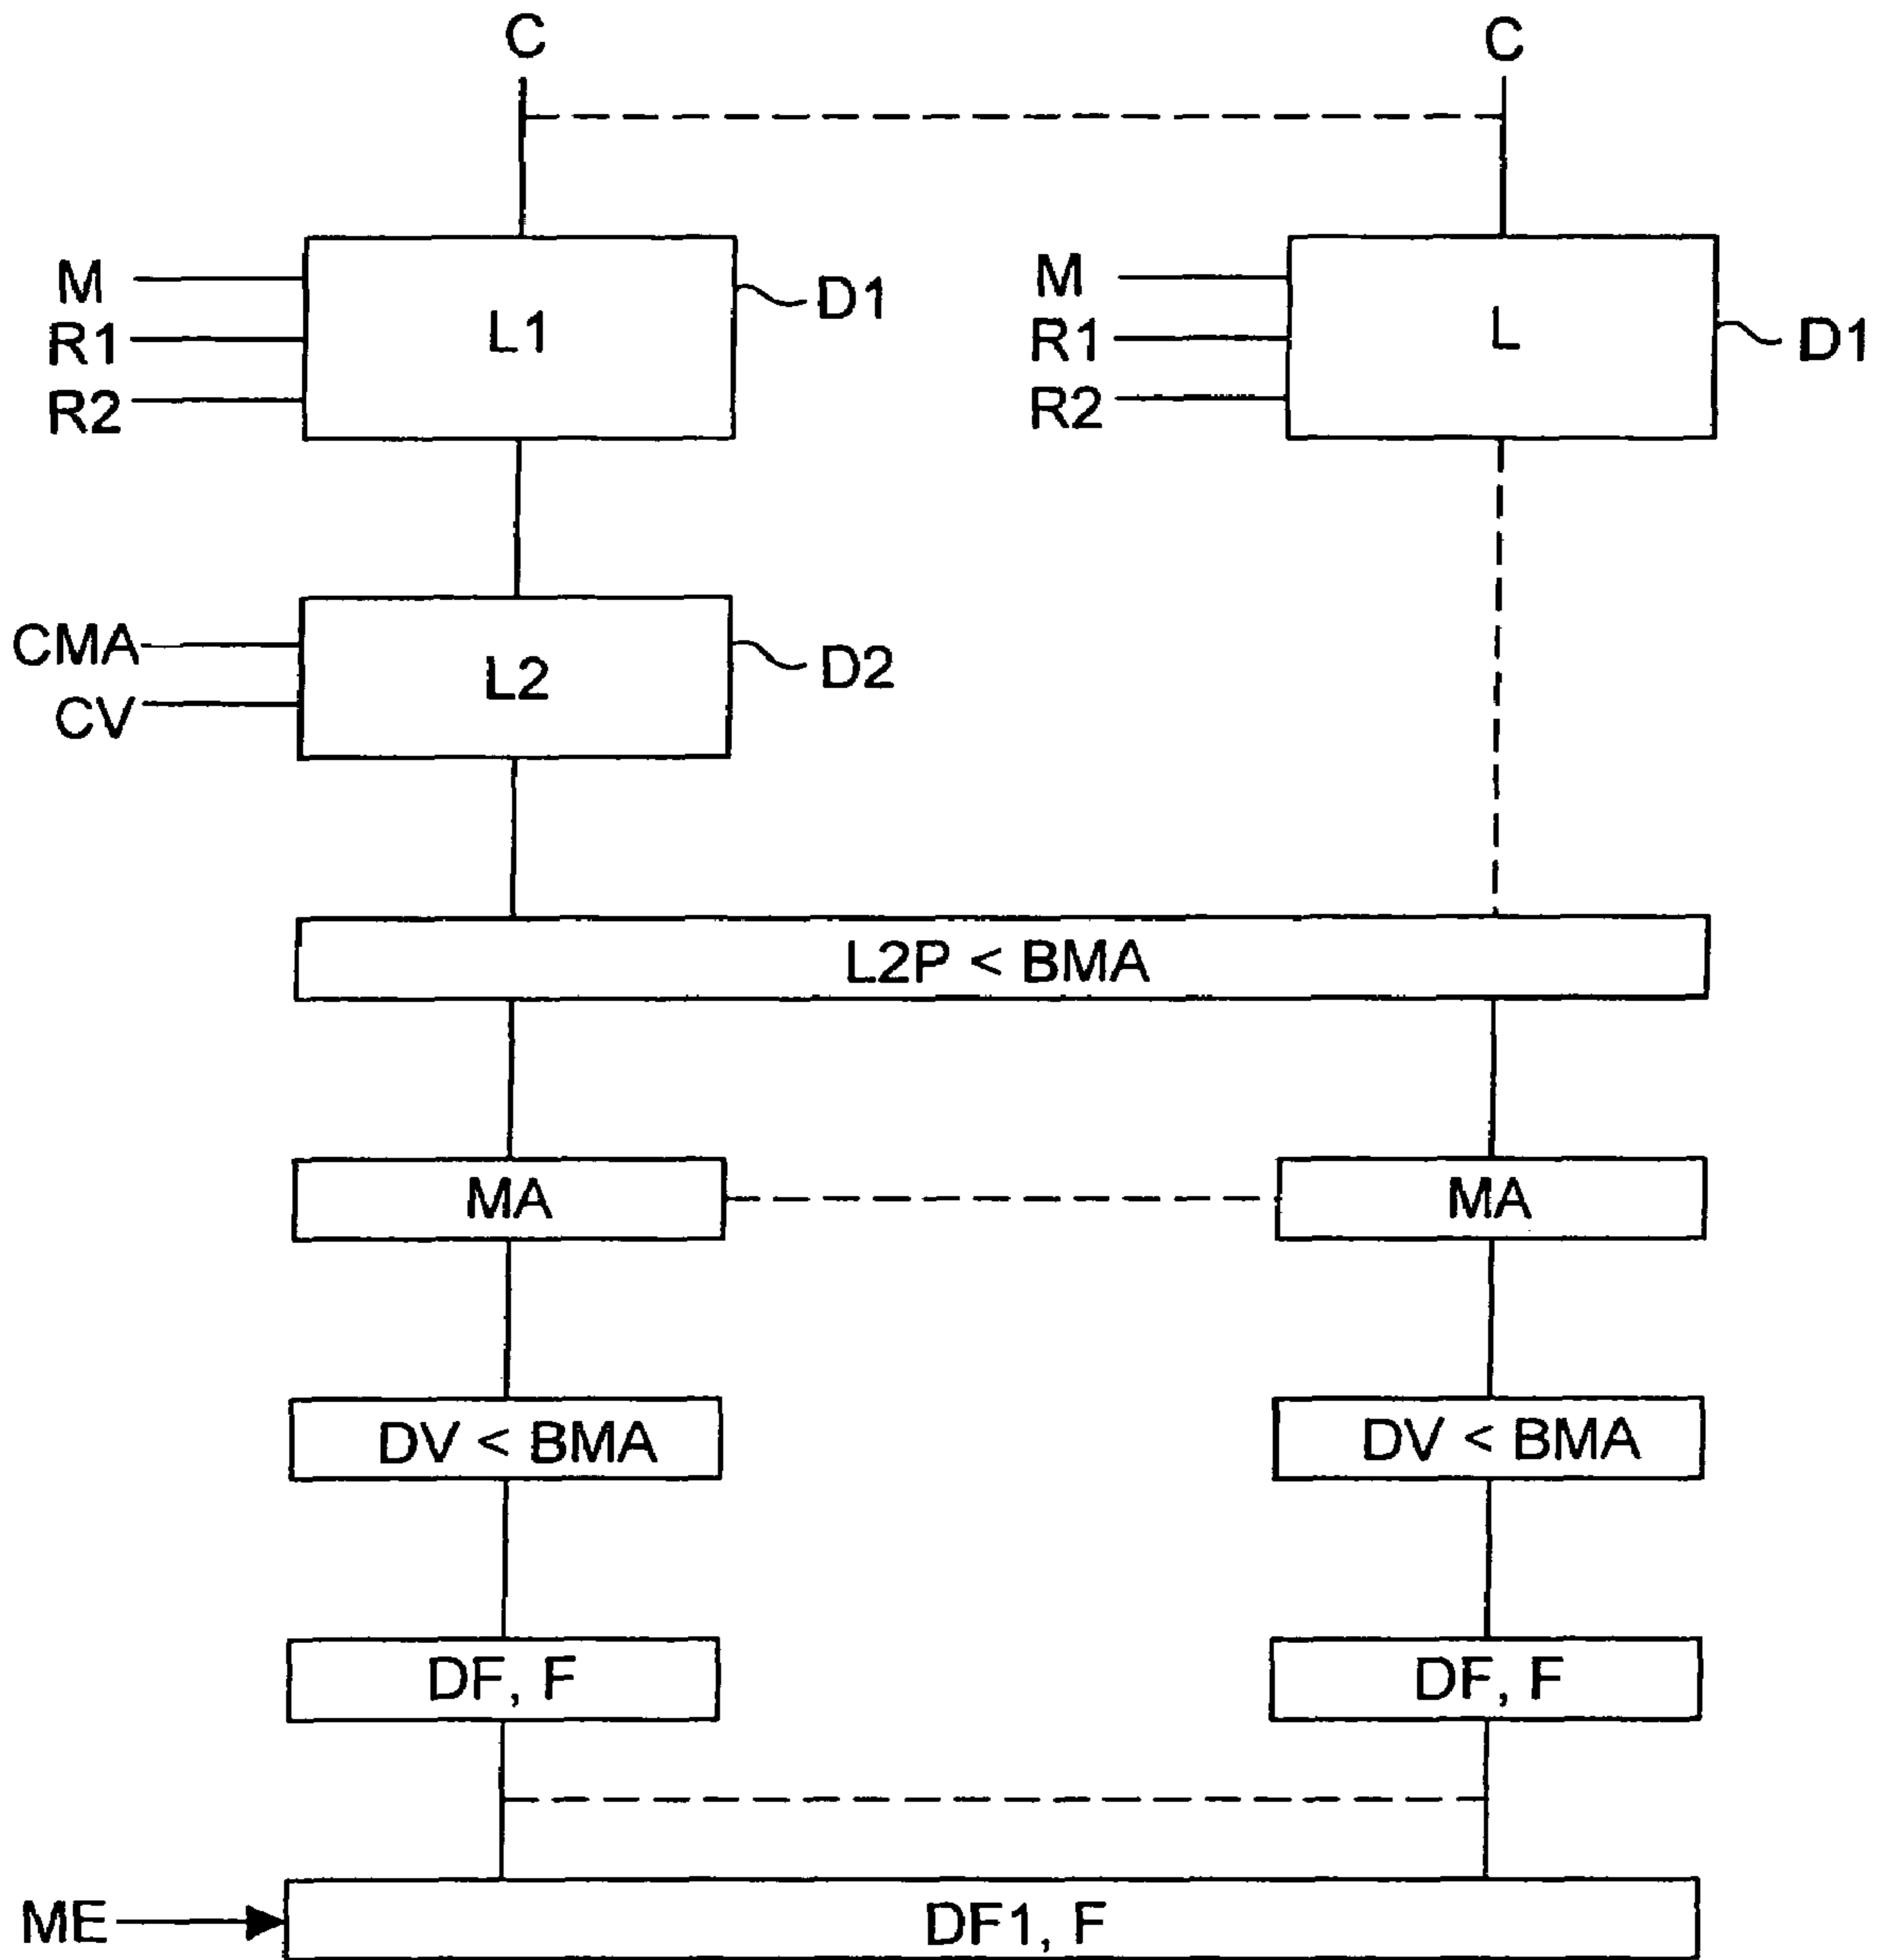 C
C
M
R1
R2
L1
D1
M
R1
R2
L
D1
CMA
CV
L2
D2
L2P < BMA
MA
MA
DV < BMA
DV < BMA
DF, F
DF, F
ME
DF1, F